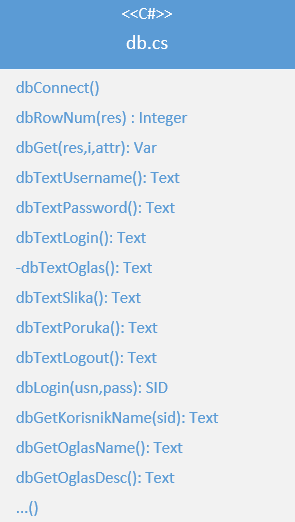 <<C#>>
db.cs
dbConnect()
dbRowNum(res) : Integer
dbGet(res,i,attr): Var
dbTextUsername(): Text
dbTextPassword(): Text
dbTextLogin(): Text
-dbTextOglas(): Text
dbTextSlika(): Text
dbTextPoruka(): Text
dbTextLogout(): Text
dbLogin(usn,pass): SID
dbGetKorisnikName(sid): Text
dbGetOglasName(): Text
dbGetOglasDesc(): Text
...()